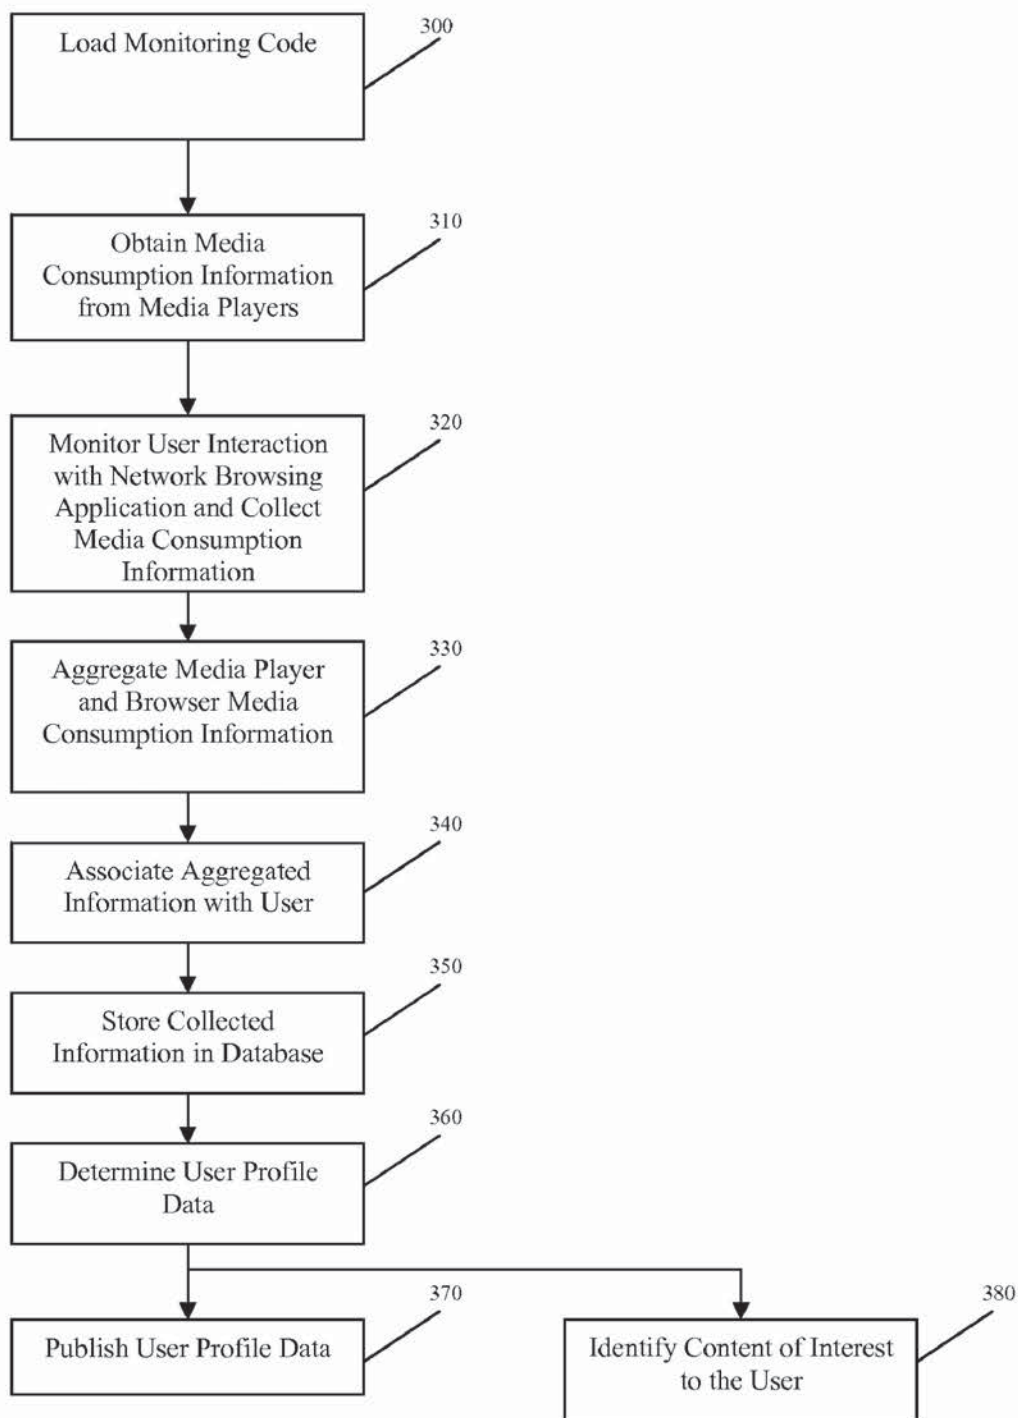 Load Monitoring Code
300
Obtain Media
Consumption Information
from Media Players
310
Monitor User Interaction
with Network Browsing
Application and Collect
Media Consumption
Information
320
Aggregate Media Player
and Browser Media
Consumption Information
330
Associate Aggregated
Information with User
340
Store Collected
Information in Database
350
Determine User Profile
Data
360
Publish User Profile Data
370
Identify Content of Interest
to the User
380